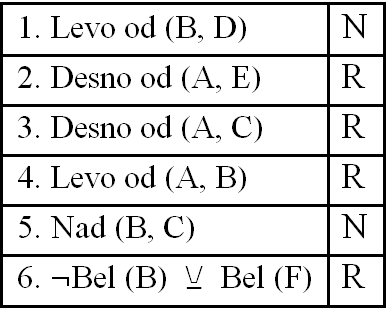 1. Levo od (B, D) N
2. Desno od (A, E) R
3. Desno od (A, C) R
4. Levo od (A, B) R
5. Nad (B, C) N
6. ¬Bel (B) ⊻ Bel (F) R